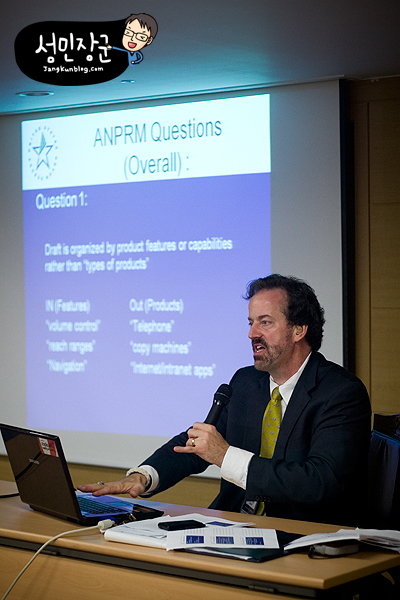 성민장군
JangKunblog.com
ANPRM Questions
(Overall) :
Question 1:
Draft is organized by product features or capabilities
rather than "types of products"
IN (Features)
"volume control"
"reach ranges"
"Navigation"
Out (Products)
"Telephone"
"copy machines"
"Internet/intranet apps"